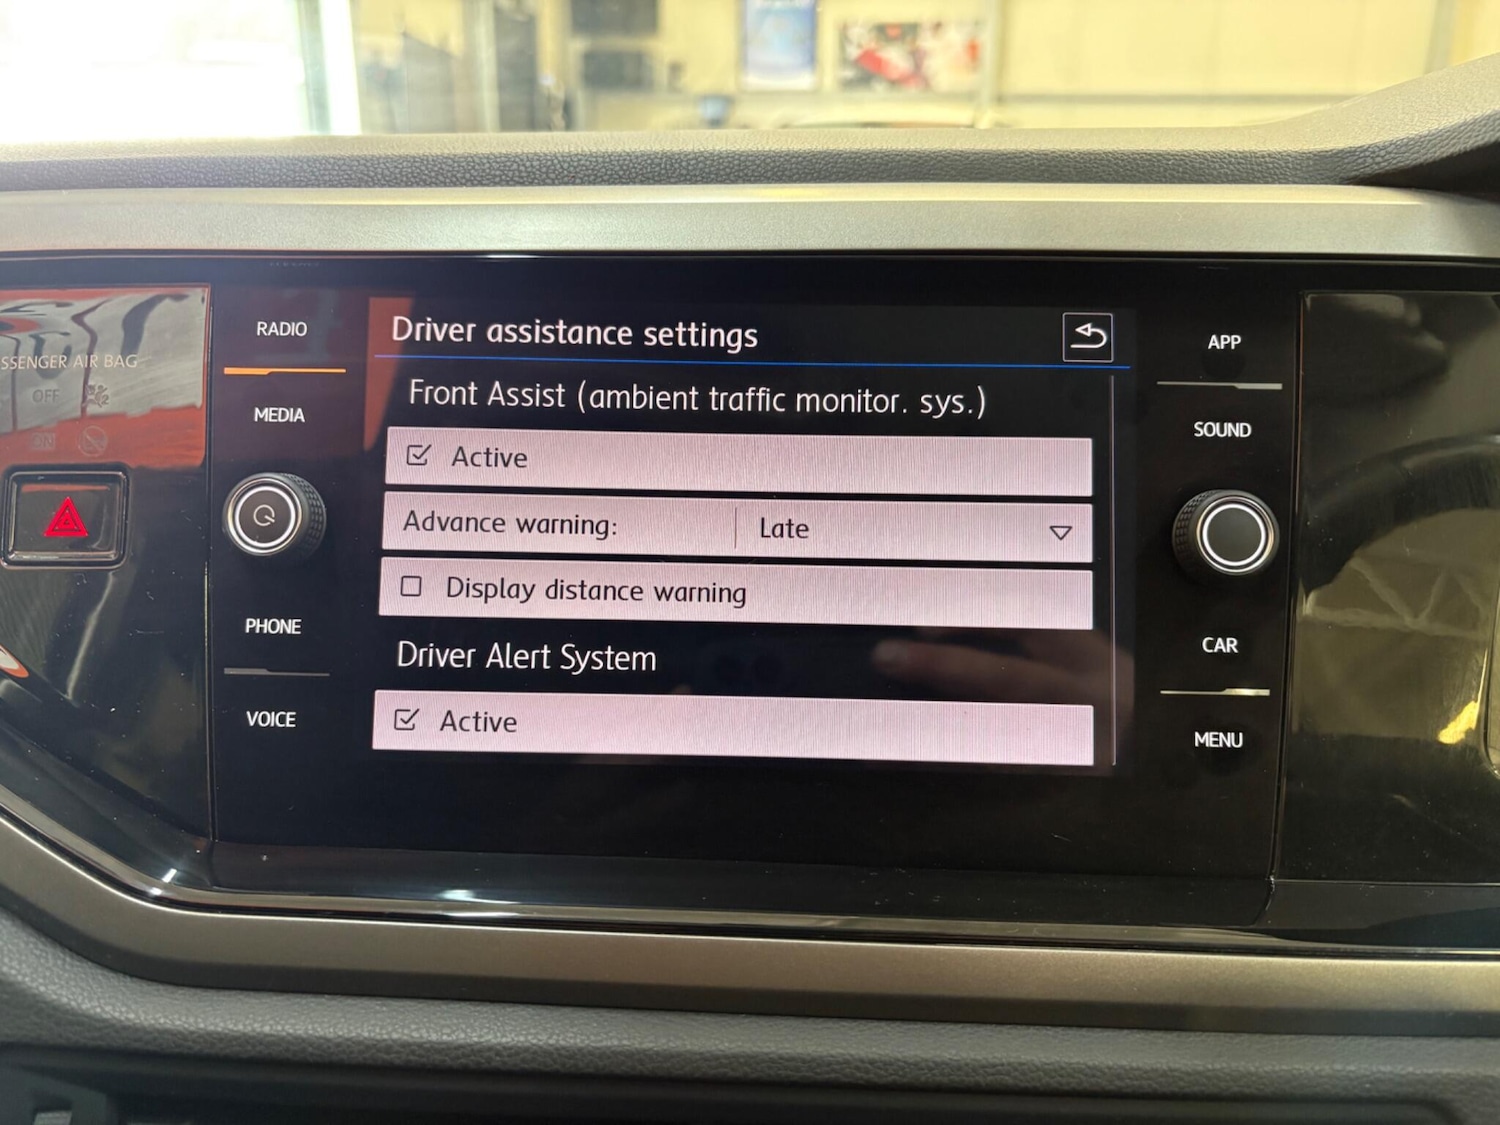 RADIO
MEDIA
PHONE
VOICE
SSENGER AIR BAG
OFF
ON
Driver assistance settings
Front Assist (ambient traffic monitor. sys.)
Active
Advance warning: Late
Display distance warning
Driver Alert System
Active
APP
SOUND
CAR
MENU